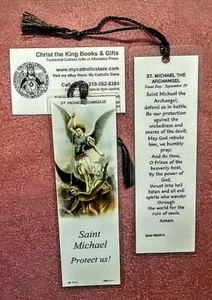 Christ the King Books & Gifts
Traditional Catholic Gifts at Affordable Prices
www.mycatholicstore.com
Visit my eBay Store: My Catholic Store
Saint
Michael
Protect us!
ST. MICHAEL THE
ARCHANGEL
Feast Day: September 29
Saint Michael the
Archangel,
defend us in battle.
Be our protection
against the
wickedness and
snares of the devil;
May God rebuke
him, we humbly
pray;
And do thou,
O Prince of the
heavenly host,
by the Power of
God,
thrust into hell
Satan and all evil
spirits who wander
through the
world for the
ruin of souls.
Amen.